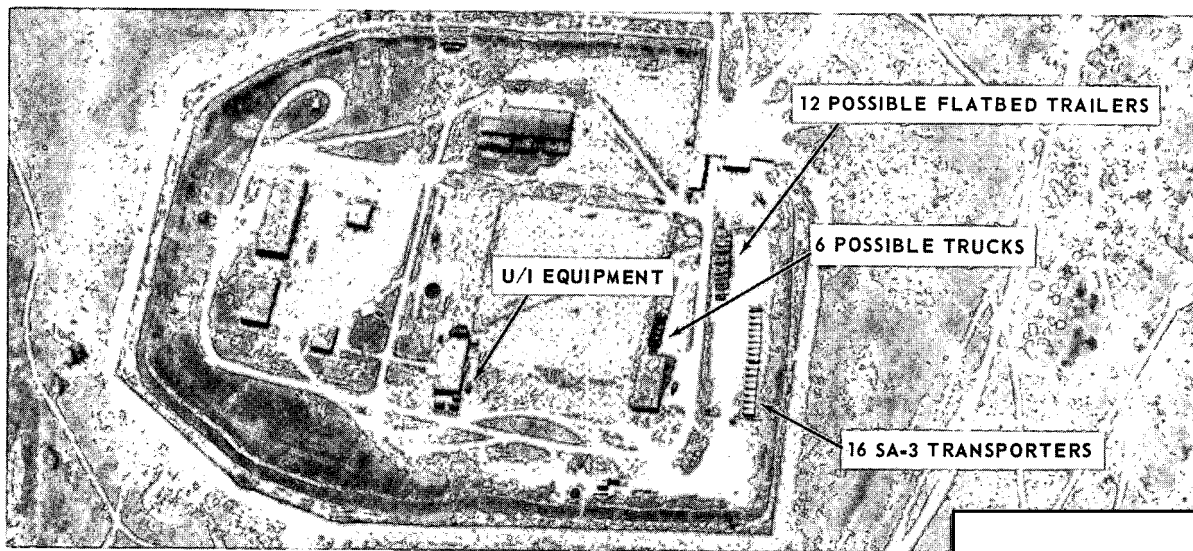 12 POSSIBLE FLATBED TRAILERS
6 POSSIBLE TRUCKS
U/I EQUIPMENT
16 SA-3 TRANSPORTERS